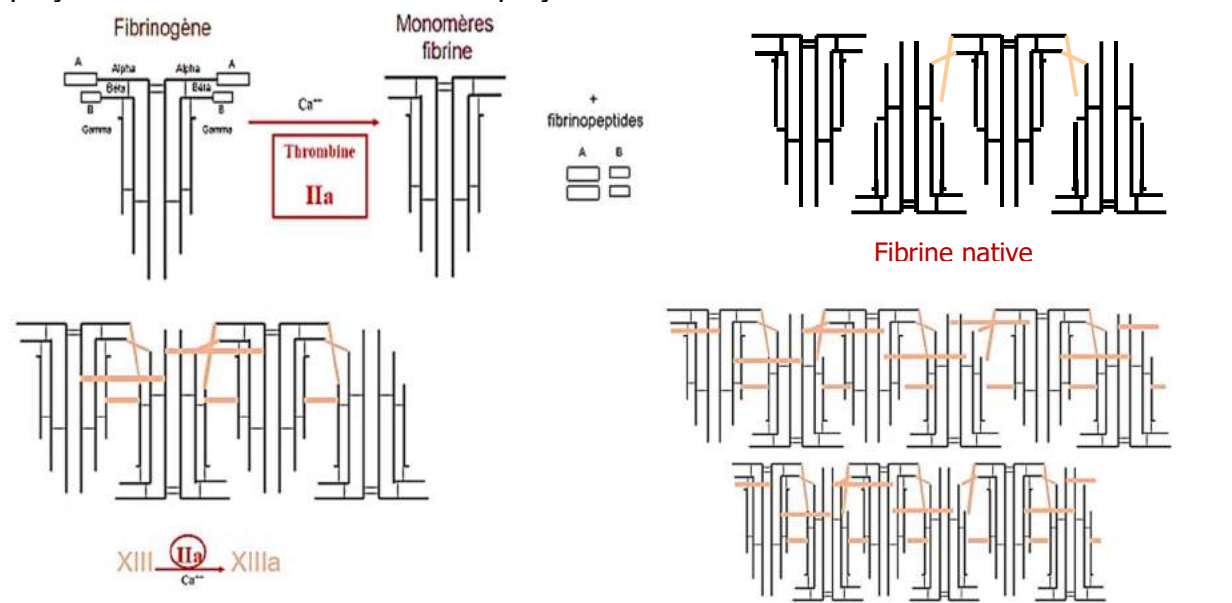 Fibrinogène
A
Alpha
Alpha
A
Béta
Béta
B
B
Gamma
Gamma
Ca⁺⁺
Thrombine
IIa
Monomères
fibrine
+
fibrinopeptides
A B
Fibrine native
XIII IIa XIIIa
Ca⁺⁺